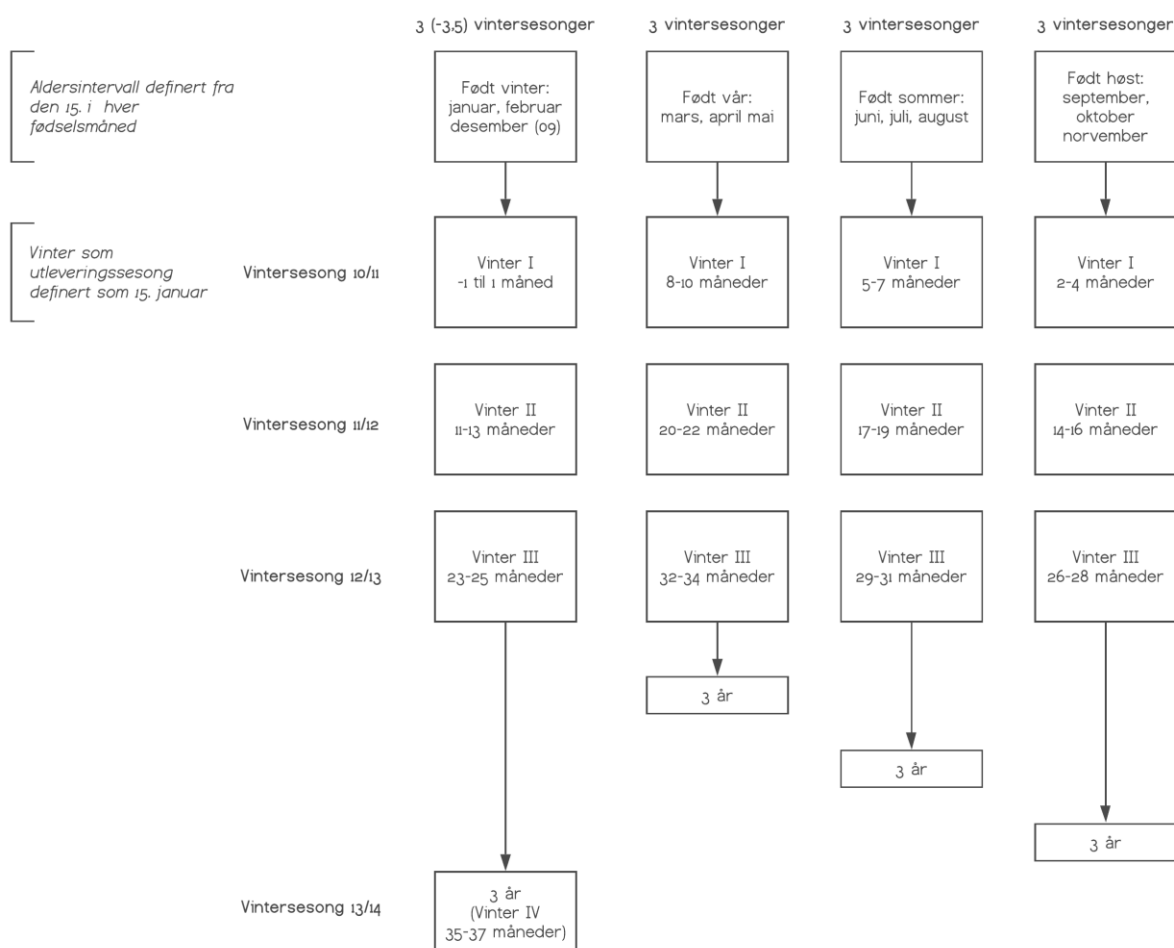 3 (-3,5) vintersesonger
3 vintersesonger
3 vintersesonger
3 vintersesonger
Aldersintervall definert fra
den 15. i hver
fødselsmåned
Født vinter:
januar, februar
desember (09)
Født vår:
mars, april mai
Født sommer:
juni, juli, august
Født høst:
september,
oktober
norvember
Vinter som
utleveringssesong
definert som 15. januar
Vintersesong 10/11
Vinter I
-1 til 1 måned
Vinter I
8-10 måneder
Vinter I
5-7 måneder
Vinter I
2-4 måneder
Vintersesong 11/12
Vinter II
11-13 måneder
Vinter II
20-22 måneder
Vinter II
17-19 måneder
Vinter II
14-16 måneder
Vintersesong 12/13
Vinter III
23-25 måneder
Vinter III
32-34 måneder
Vinter III
29-31 måneder
Vinter III
26-28 måneder
3 år
3 år
3 år
Vintersesong 13/14
3 år
(Vinter IV
35-37 måneder)